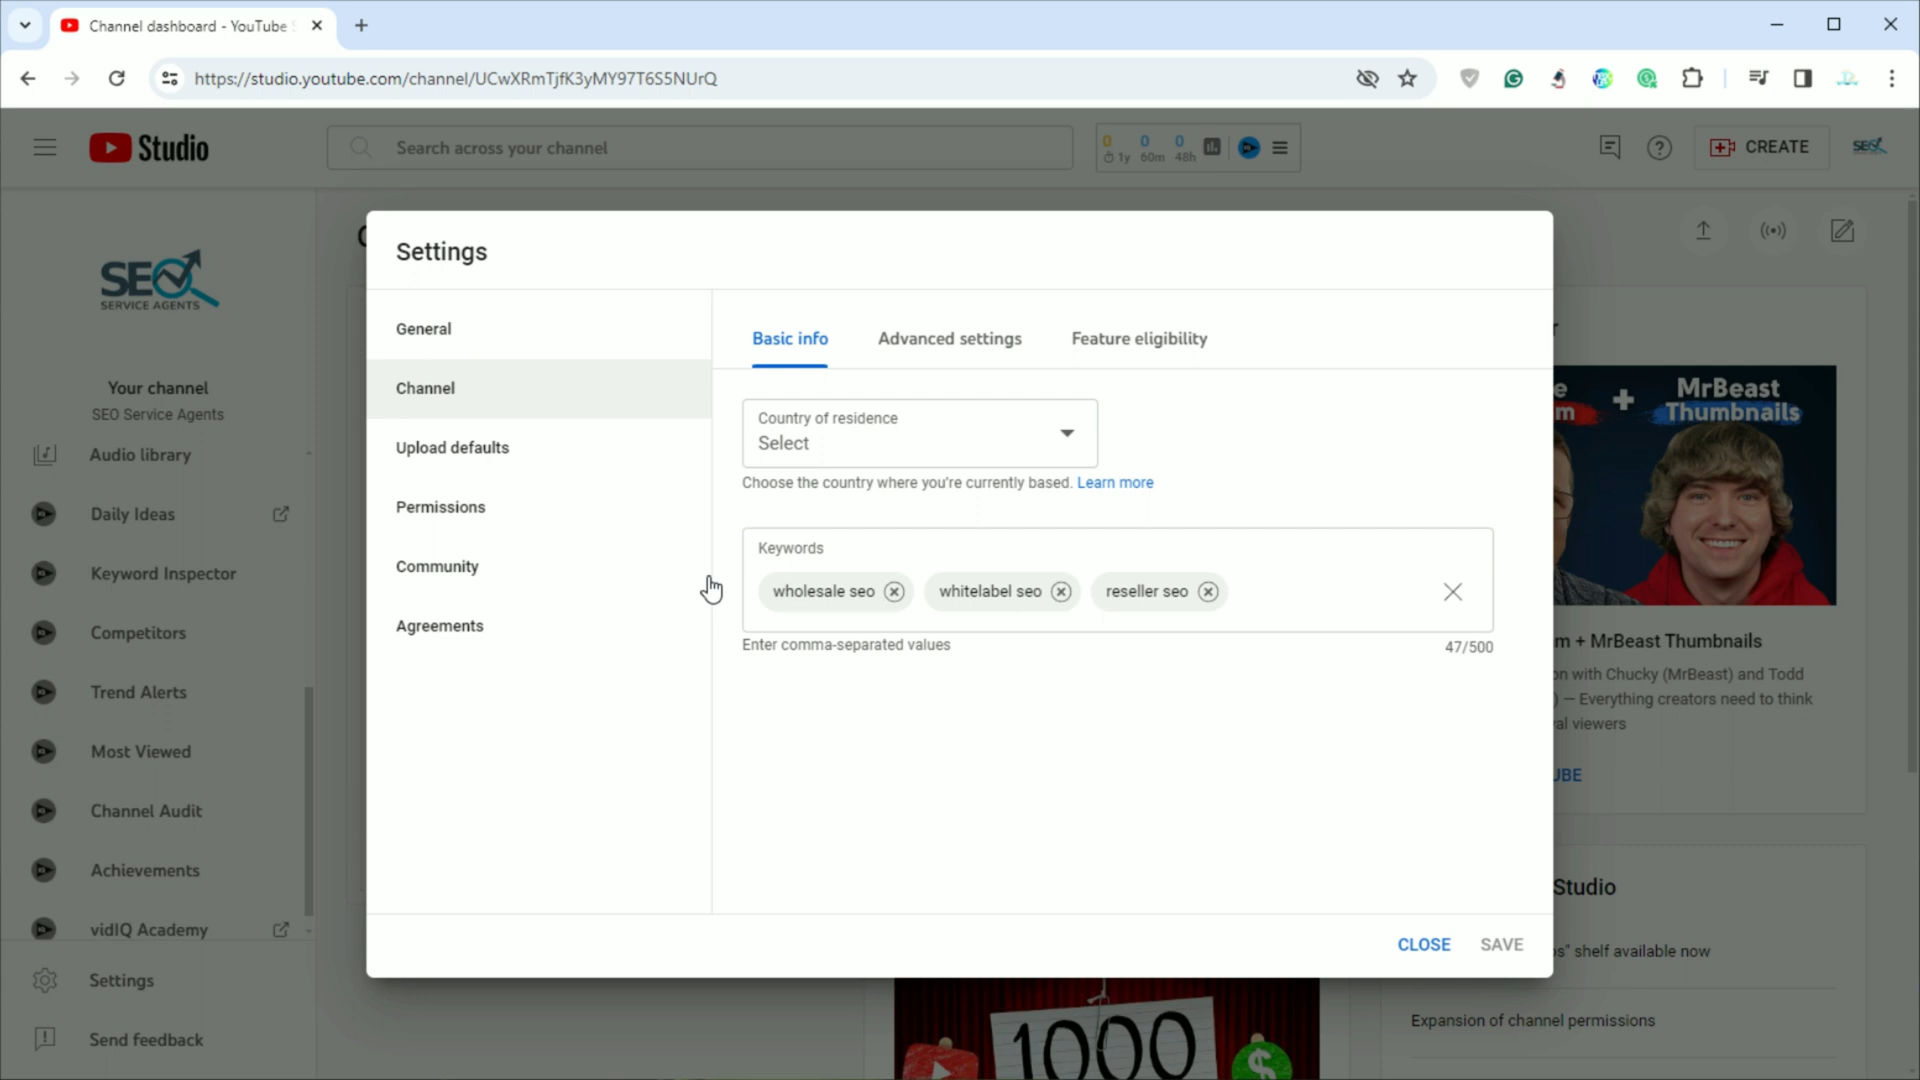 Channel dashboard - YouTube
https://studio.youtube.com/channel/UCwXRmTjfK3yMY97T6S5NUrQ
Studio
Search across your channel
0 0 0
1y 60m 48h
CREATE
SEO
SEO
SERVICE AGENTS
Your channel
SEO Service Agents
Audio library
Daily Ideas
Keyword Inspector
Competitors
Trend Alerts
Most Viewed
Channel Audit
Achievements
vidIQ Academy
Settings
Send feedback
Settings
General
Channel
Upload defaults
Permissions
Community
Agreements
Basic info
Advanced settings
Feature eligibility
Country of residence
Select
Choose the country where you're currently based. Learn more
Keywords
wholesale seo
whitelabel seo
reseller seo
Enter comma-separated values
47/500
CLOSE
SAVE
+ MrBeast
Thumbnails
m + MrBeast Thumbnails
on with Chucky (MrBeast) and Todd
) — Everything creators need to think
al viewers
UBE
Studio
os" shelf available now
Expansion of channel permissions
1000
$